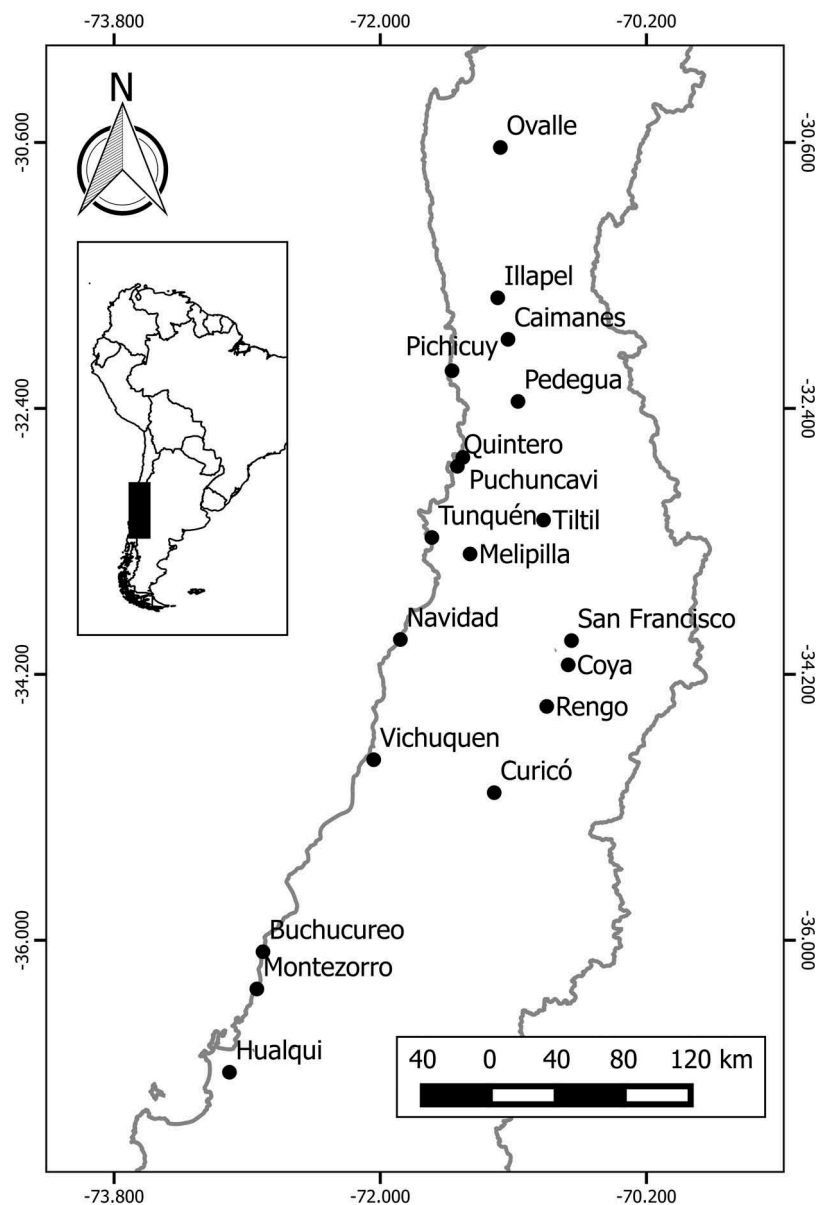 -73.800 -72.000 -70.200
N
Ovalle
-30.600 -30.600
Illapel
Caimanes
Pichicuy
Pedegua
-32.400 -32.400
Quintero
Puchuncavi
Tunquén
Tiltil
Melipilla
Navidad
San Francisco
Coya
-34.200 -34.200
Rengo
Vichuquen
Curicó
Buchucureo
-36.000 -36.000
Montezorro
Hualqui
40 0 40 80 120 km
-73.800 -72.000 -70.200